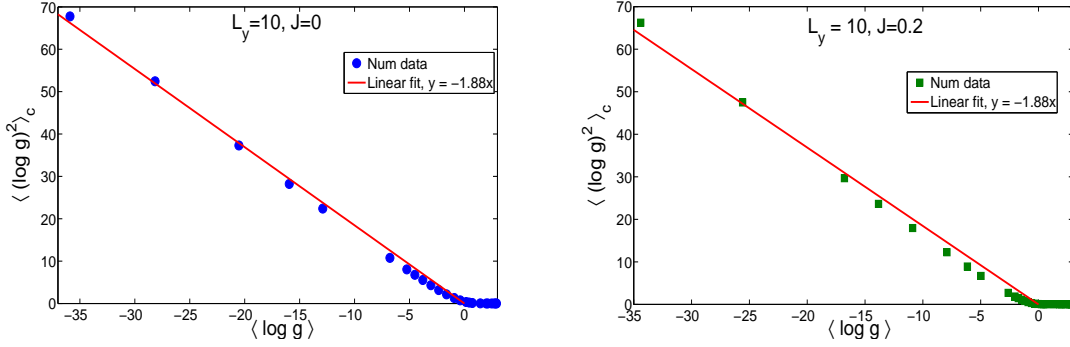 L_y=10, J=0
Num data
Linear fit, y = −1.88x
⟨ (log g)^2 ⟩_c
70
60
50
40
30
20
10
0
−35 −30 −25 −20 −15 −10 −5 0
⟨ log g ⟩
L_y = 10, J=0.2
Num data
Linear fit, y = −1.88x
⟨ (log g)^2 ⟩_c
70
60
50
40
30
20
10
0
−35 −30 −25 −20 −15 −10 −5 0
⟨ log g ⟩